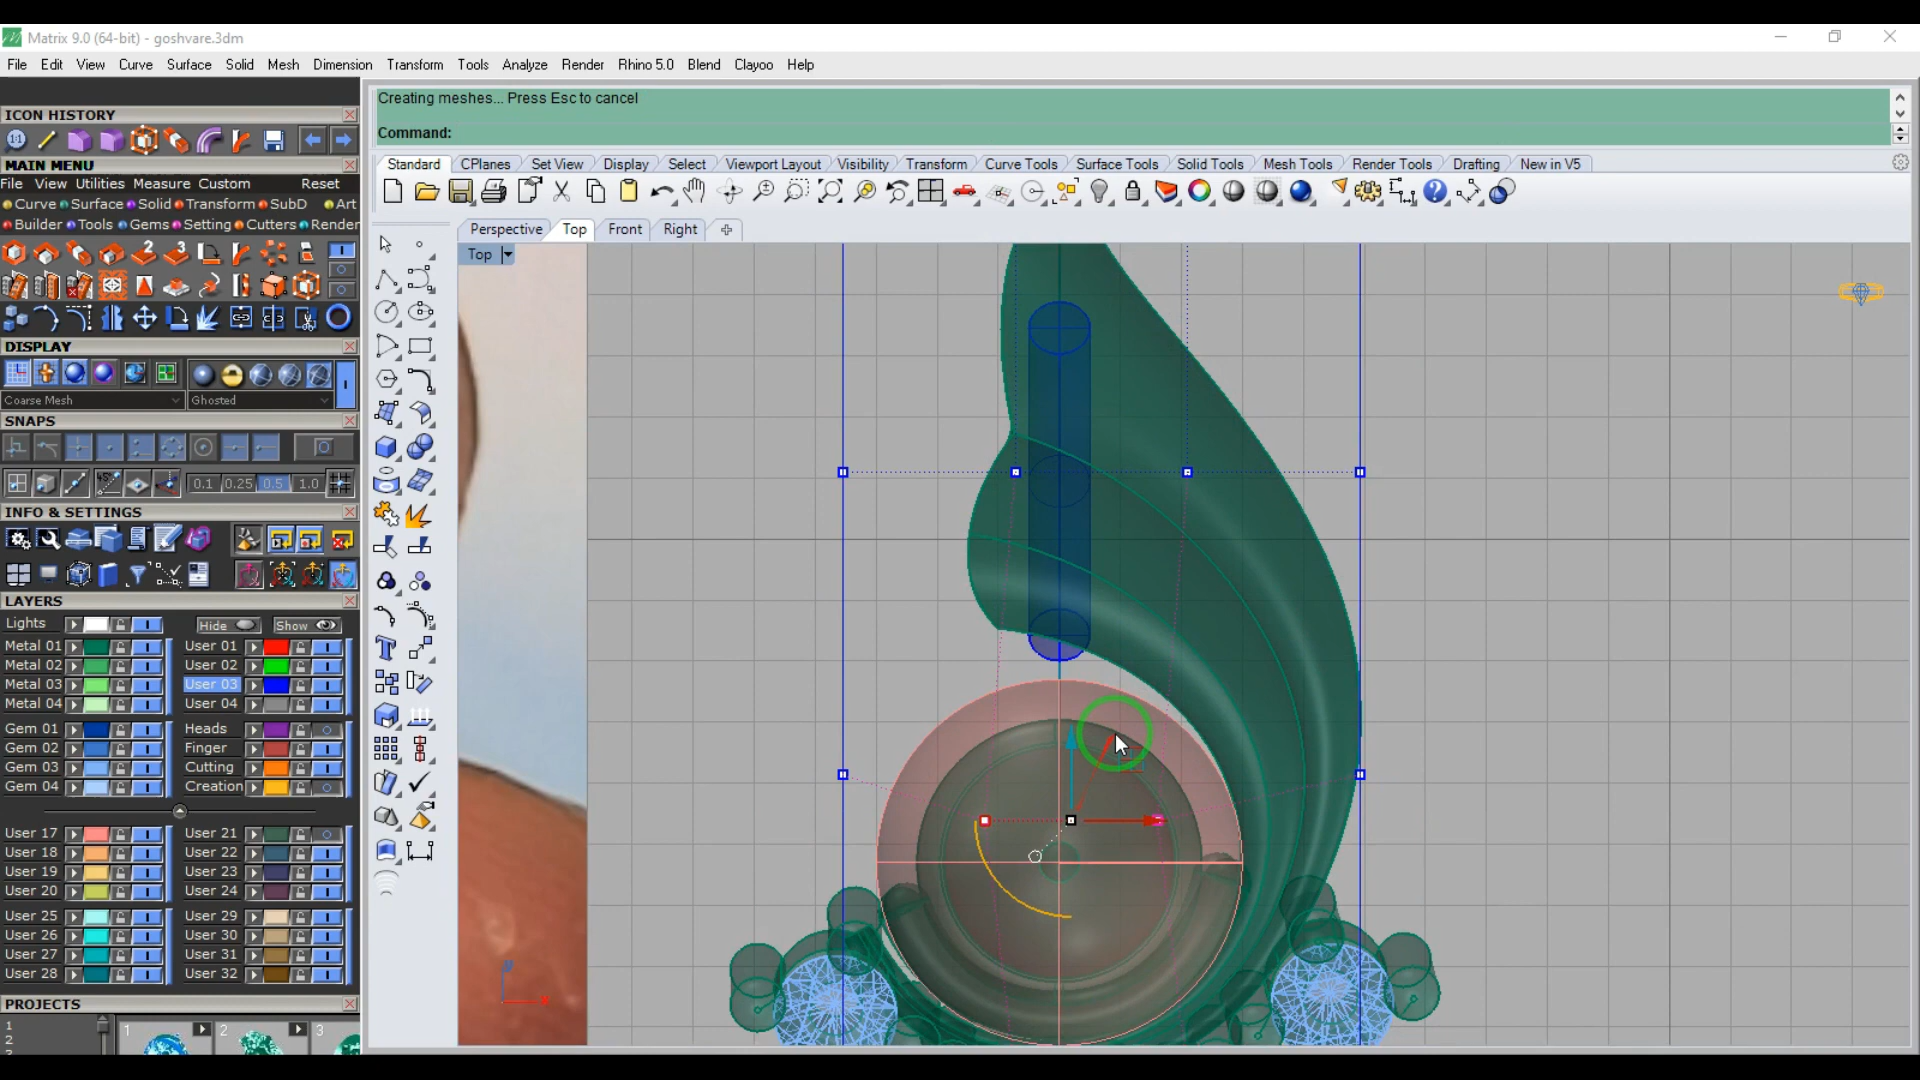 Matrix 9.0 (64-bit) - goshvare.3dm
File Edit View Curve Surface Solid Mesh Dimension Transform Tools Analyze Render Rhino 5.0 Blend Clayoo Help
Creating meshes... Press Esc to cancel
Command:
Standard CPlanes Set View Display Select Viewport Layout Visibility Transform Curve Tools Surface Tools Solid Tools Mesh Tools Render Tools Drafting New in V5
Perspective Top Front Right
Top
ICON HISTORY
MAIN MENU
File View Utilities Measure Custom Reset
Curve Surface Solid Transform SubD Art
Builder Tools Gems Setting Cutters Render
2 3
DISPLAY
Coarse Mesh Ghosted
SNAPS
45° 0.1 0.25 0.5 1.0
INFO & SETTINGS
LAYERS
Lights Hide Show
Metal 01 User 01
Metal 02 User 02
Metal 03 User 03
Metal 04 User 04
Gem 01 Heads
Gem 02 Finger
Gem 03 Cutting
Gem 04 Creation
User 17 User 21
User 18 User 22
User 19 User 23
User 20 User 24
User 25 User 29
User 26 User 30
User 27 User 31
User 28 User 32
PROJECTS
1 1 2 3
2
y